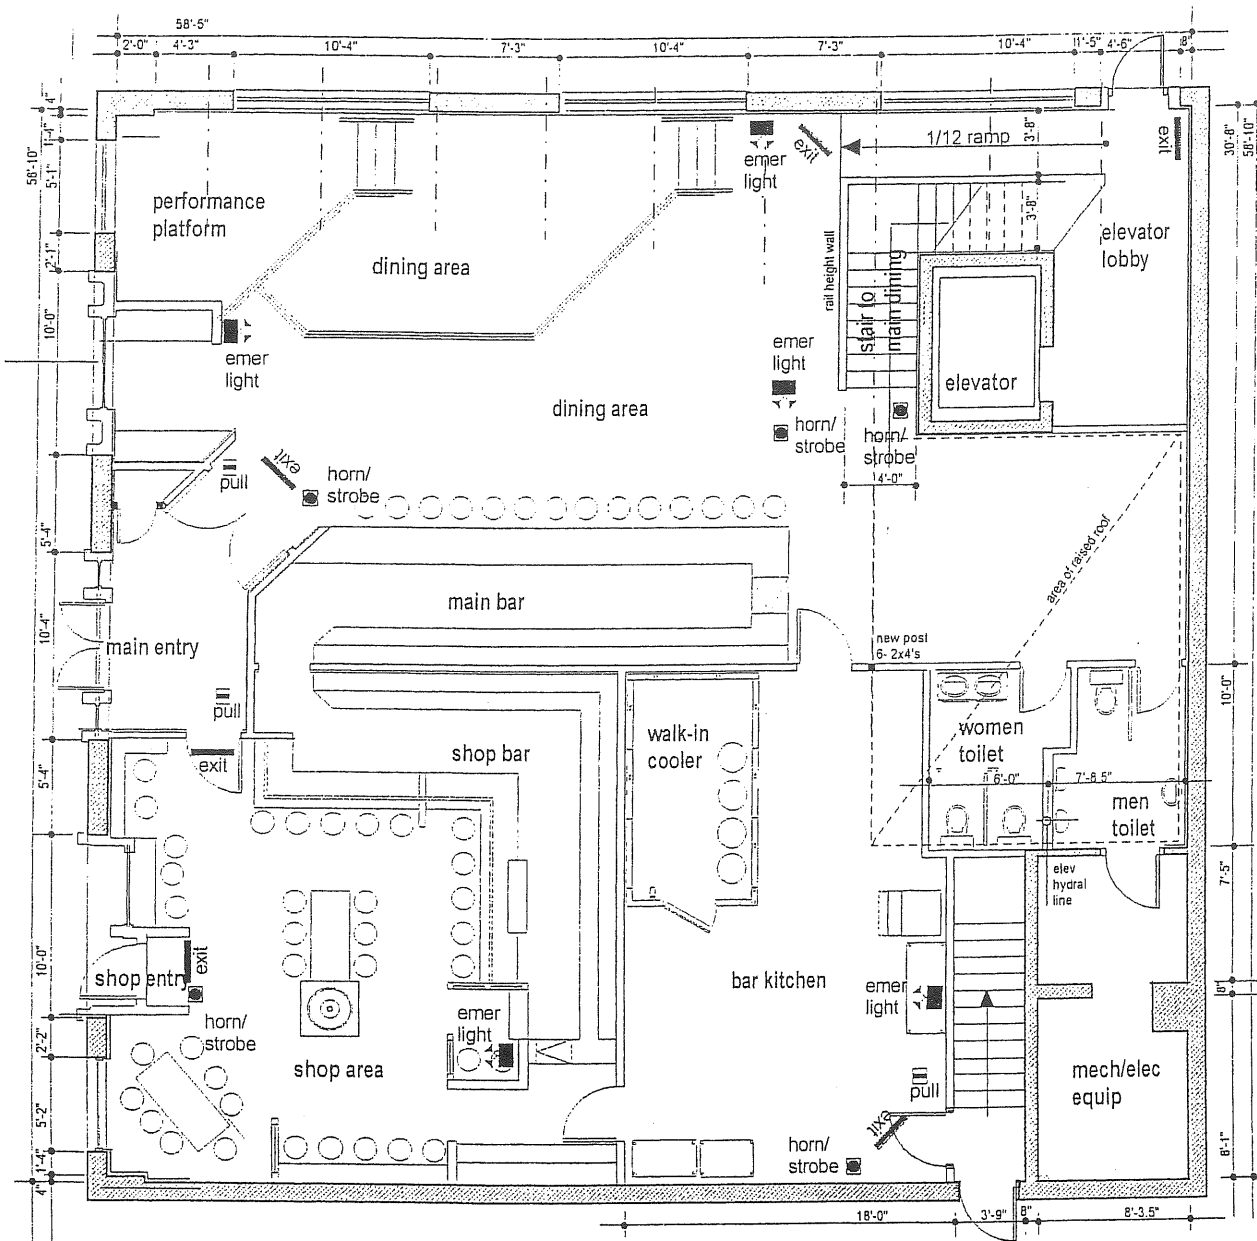 58'-5"
2'-0" 4'-3" 10'-4" 7'-3" 10'-4" 7'-3" 10'-4" 1'-5" 4'-6" 8"
4"
1'-4"
58'-10"
5'-1"
2'-1"
10'-0"
5'-4"
10'-4"
5'-4"
10'-0"
2'-2"
5'-2"
1'-4"
4"
performance
platform
dining area
emer
light
exit
1/12 ramp
3'-8"
3'-8"
exit
30'-8"
58'-10"
elevator
lobby
rail height wall
stair to
main dining
elevator
emer
light
emer
light
dining area
horn/
strobe
horn/
strobe
4'-0"
pull
exit
horn/
strobe
area of raised roof
main bar
main entry
new post
6- 2x4's
pull
exit
shop bar
walk-in
cooler
women
toilet
6'-0" 7'-8.5"
men
toilet
10'-0"
elev
hydral
line
7'-5"
8"
shop entry
exit
horn/
strobe
bar kitchen
emer
light
emer
light
shop area
mech/elec
equip
pull
exit
horn/
strobe
8'-1"
18'-0" 3'-9" 8" 8'-3.5"